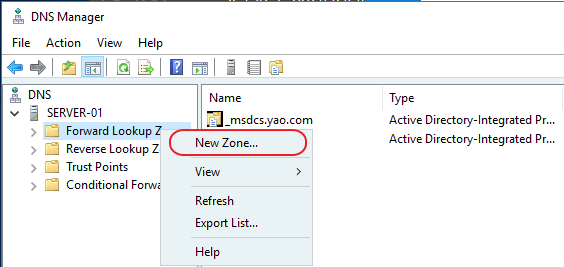 DNS Manager
File Action View Help
DNS
SERVER-01
Forward Lookup Z
Reverse Lookup Z
Trust Points
Conditional Forwa
Name Type
_msdcs.yao.com Active Directory-Integrated Pr...
Active Directory-Integrated Pr...
New Zone...
View
Refresh
Export List...
Help